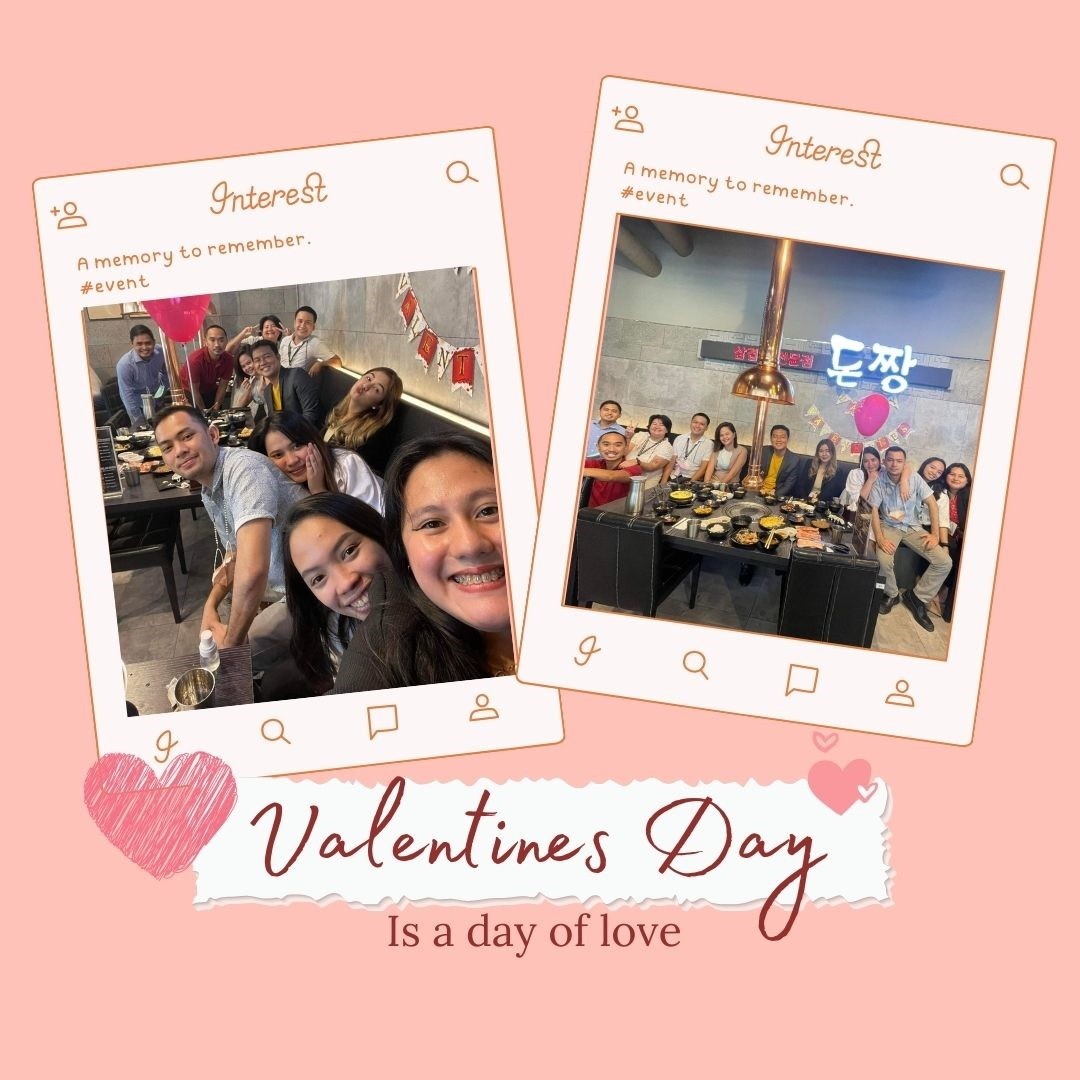 Interest
A memory to remember.
#event
Interest
A memory to remember.
#event
돈짱
Valentines Day
Is a day of love